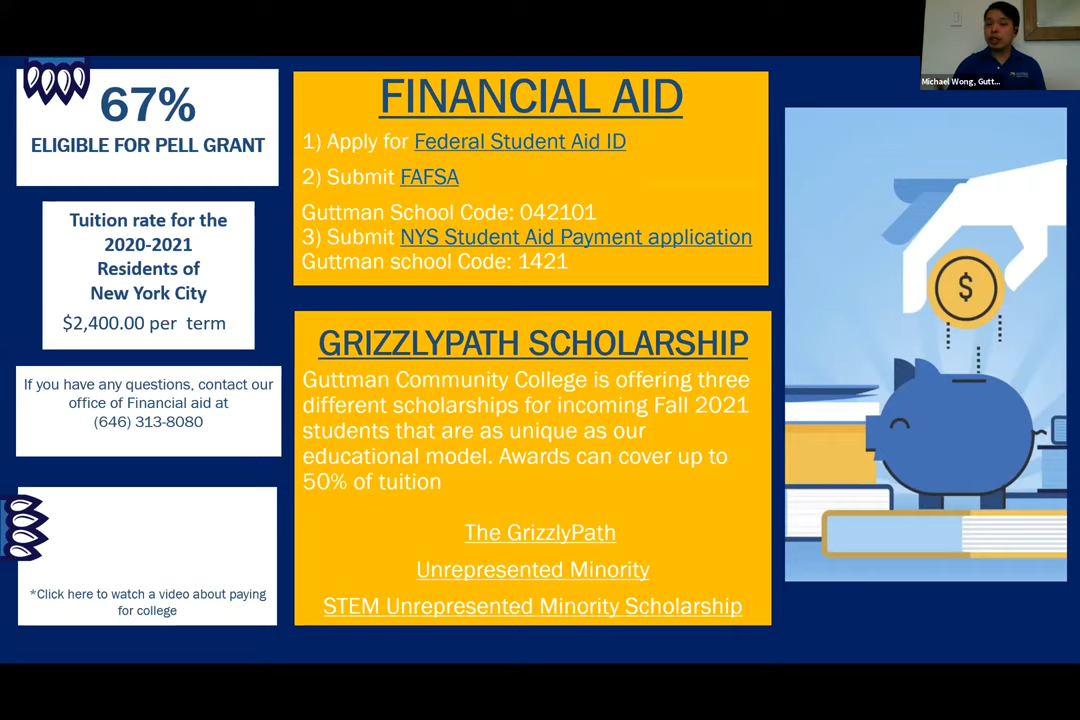 67%
ELIGIBLE FOR PELL GRANT
Tuition rate for the
2020-2021
Residents of
New York City
$2,400.00 per term
If you have any questions, contact our
office of Financial aid at
(646) 313-8080
*Click here to watch a video about paying
for college
FINANCIAL AID
1) Apply for Federal Student Aid ID
2) Submit FAFSA
Guttman School Code: 042101
3) Submit NYS Student Aid Payment application
Guttman school Code: 1421
GRIZZLYPATH SCHOLARSHIP
Guttman Community College is offering three
different scholarships for incoming Fall 2021
students that are as unique as our
educational model. Awards can cover up to
50% of tuition
The GrizzlyPath
Unrepresented Minority
STEM Unrepresented Minority Scholarship
$
Michael Wong, Gutt...